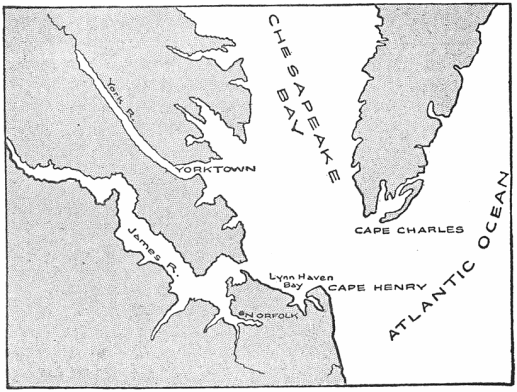 CHESAPEAKE
BAY
York R.
YORKTOWN
CAPE CHARLES
James R.
ATLANTIC OCEAN
Lynn Haven
Bay
CAPE HENRY
NORFOLK